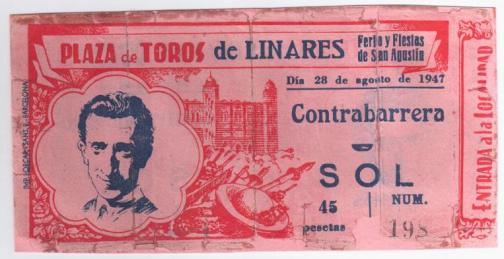 PLAZA de TOROS de LINARES
Feria y Fiestas
de San Agustín
Día 28 de agosto de 1947
Contrabarrera
SOL
45
pesetas
NUM.
198
ENTRADA A LA LOCALIDAD